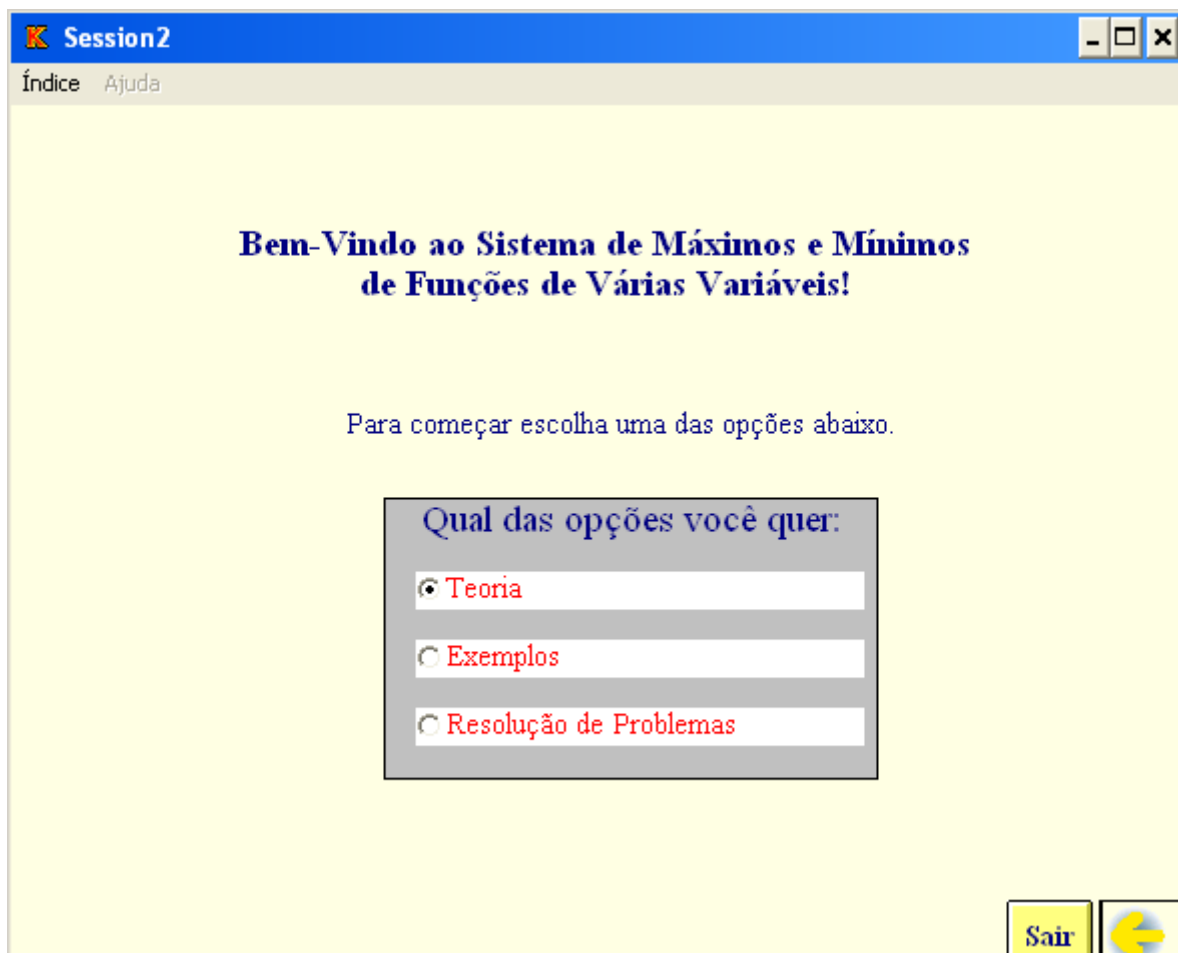 K Session2
Índice Ajuda
Bem-Vindo ao Sistema de Máximos e Mínimos
de Funções de Várias Variáveis!
Para começar escolha uma das opções abaixo.
Qual das opções você quer:
Teoria
Exemplos
Resolução de Problemas
Sair